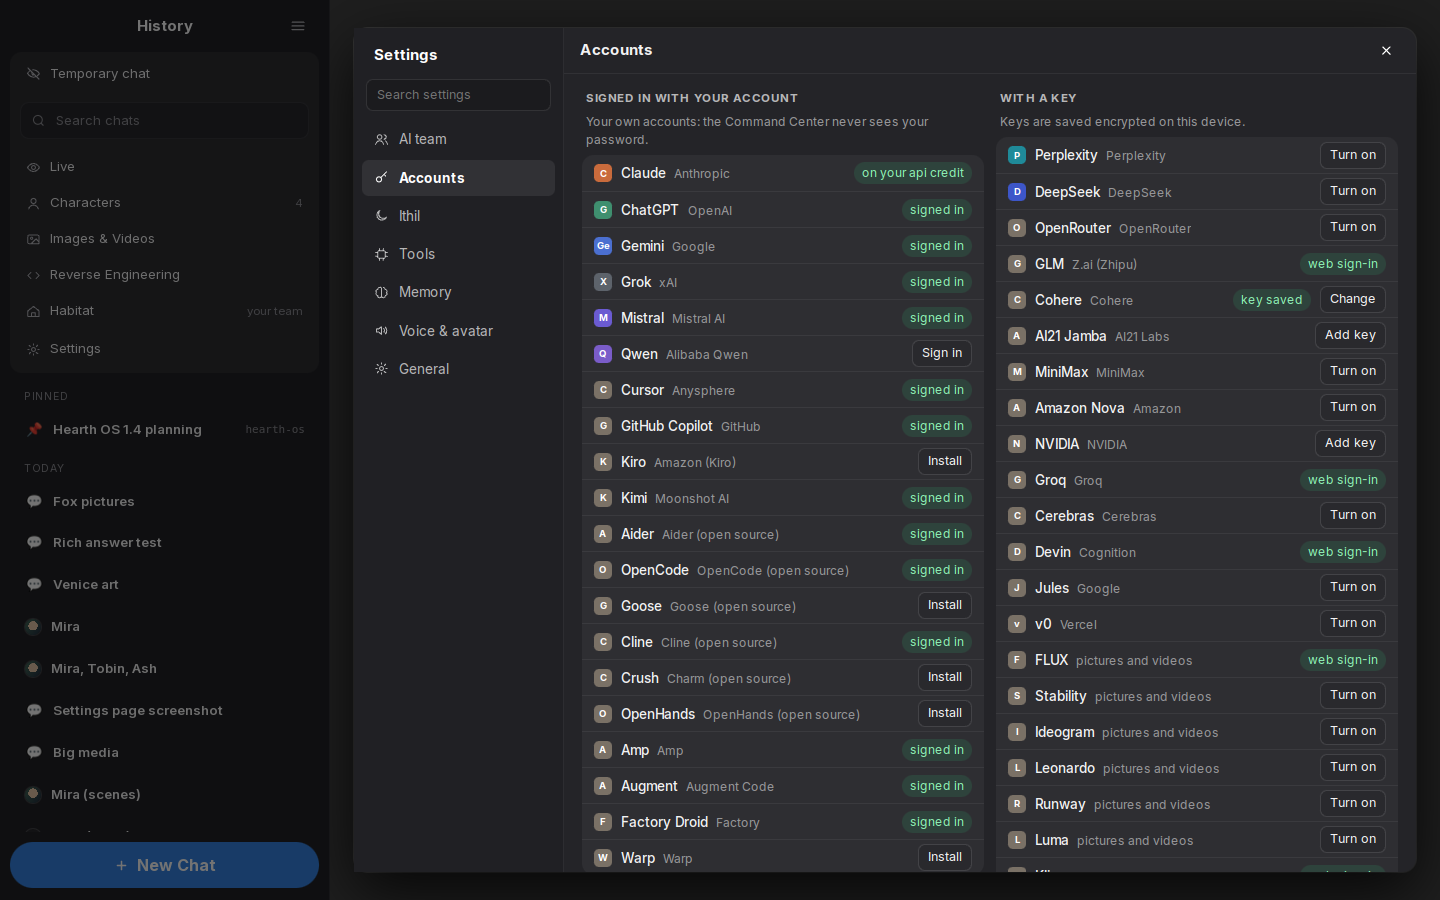 History
Temporary chat
Search chats
Live
Characters 4
Images & Videos
Reverse Engineering
Habitat your team
Settings
PINNED
Hearth OS 1.4 planning hearth-os
TODAY
Fox pictures
Rich answer test
Venice art
Mira
Mira, Tobin, Ash
Settings page screenshot
Big media
Mira (scenes)
+ New Chat
Settings
Search settings
AI team
Accounts
Ithil
Tools
Memory
Voice & avatar
General
Accounts
SIGNED IN WITH YOUR ACCOUNT
Your own accounts: the Command Center never sees your
password.
C Claude Anthropic on your api credit
G ChatGPT OpenAI signed in
Ge Gemini Google signed in
X Grok xAI signed in
M Mistral Mistral AI signed in
Q Qwen Alibaba Qwen Sign in
C Cursor Anysphere signed in
G GitHub Copilot GitHub signed in
K Kiro Amazon (Kiro) Install
K Kimi Moonshot AI signed in
A Aider Aider (open source) signed in
O OpenCode OpenCode (open source) signed in
G Goose Goose (open source) Install
C Cline Cline (open source) signed in
C Crush Charm (open source) Install
O OpenHands OpenHands (open source) Install
A Amp Amp signed in
A Augment Augment Code signed in
F Factory Droid Factory signed in
W Warp Warp Install
WITH A KEY
Keys are saved encrypted on this device.
P Perplexity Perplexity Turn on
D DeepSeek DeepSeek Turn on
O OpenRouter OpenRouter Turn on
G GLM Z.ai (Zhipu) web sign-in
C Cohere Cohere key saved Change
A AI21 Jamba AI21 Labs Add key
M MiniMax MiniMax Turn on
A Amazon Nova Amazon Turn on
N NVIDIA NVIDIA Add key
G Groq Groq web sign-in
C Cerebras Cerebras Turn on
D Devin Cognition web sign-in
J Jules Google Turn on
v v0 Vercel Turn on
F FLUX pictures and videos web sign-in
S Stability pictures and videos Turn on
I Ideogram pictures and videos Turn on
L Leonardo pictures and videos Turn on
R Runway pictures and videos Turn on
L Luma pictures and videos Turn on